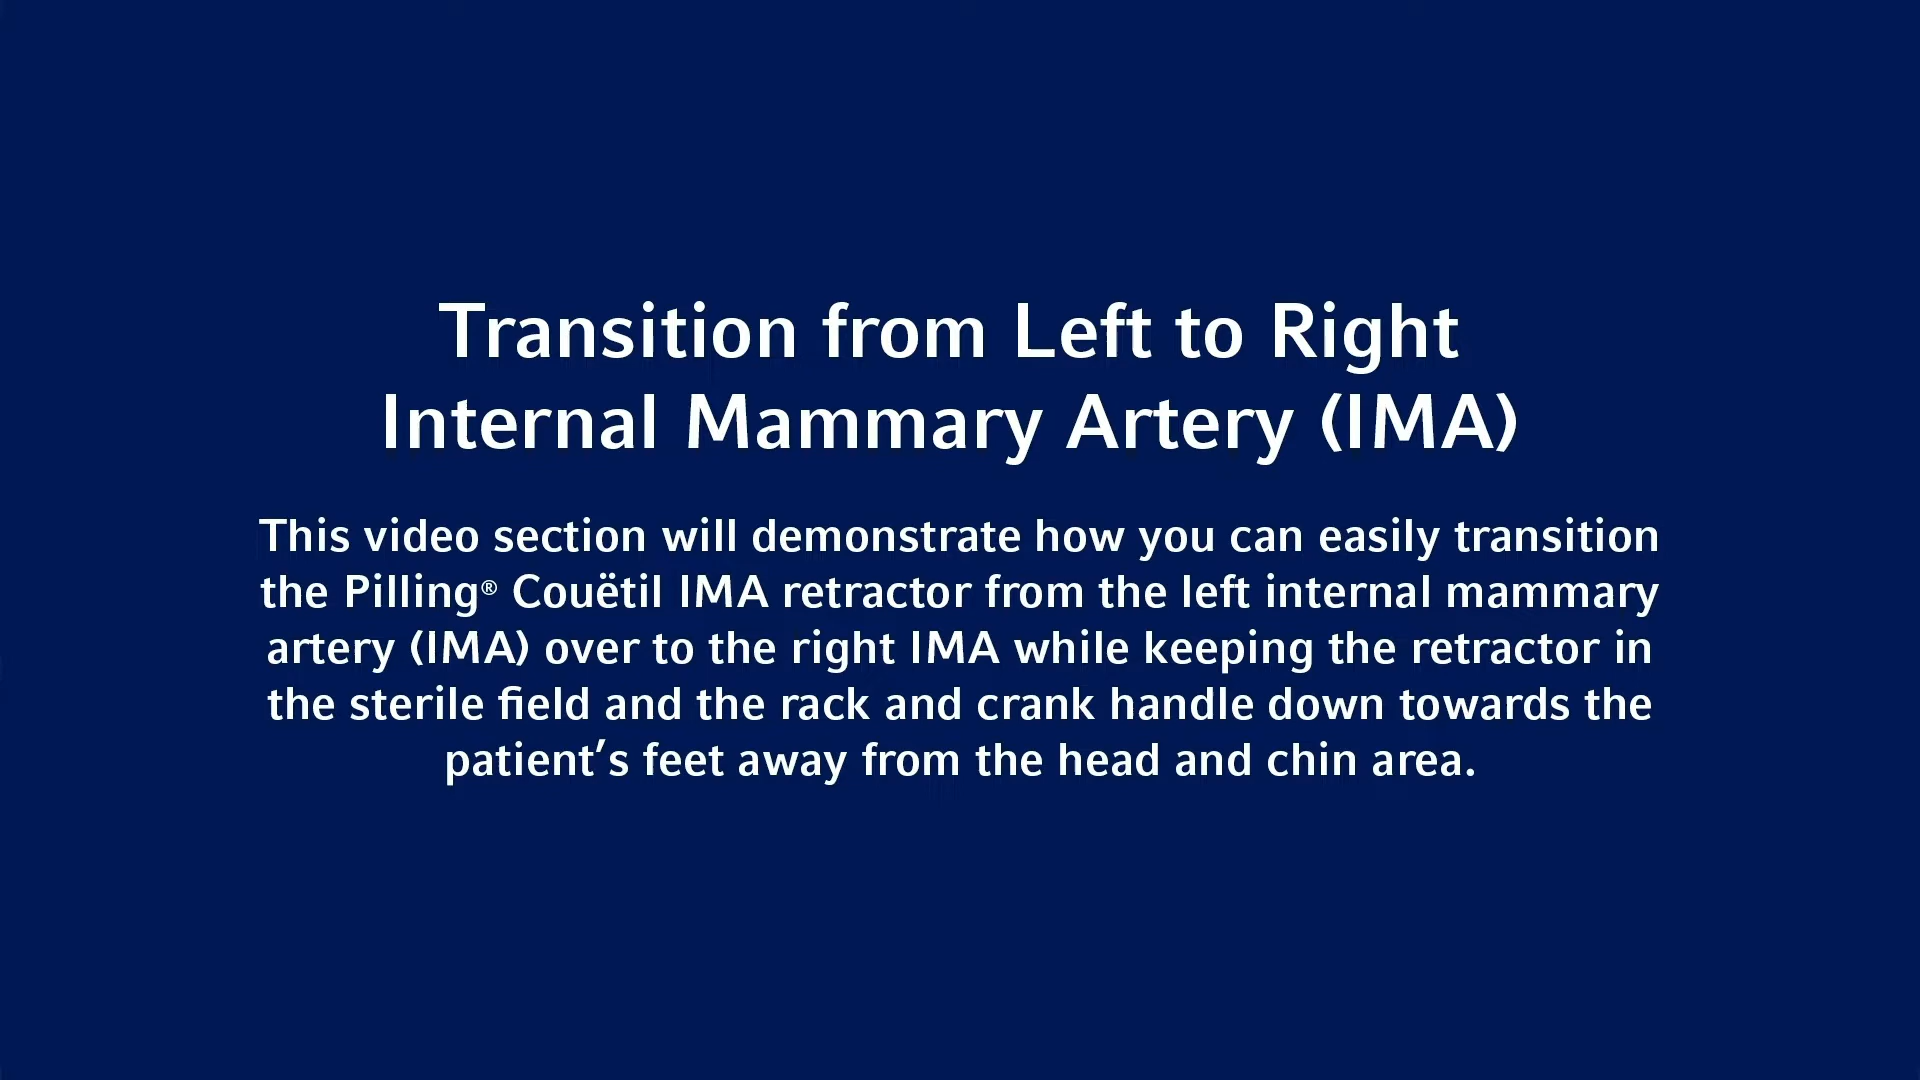 Transition from Left to Right
Internal Mammary Artery (IMA)
This video section will demonstrate how you can easily transition
the Pilling® Couëtil IMA retractor from the left internal mammary
artery (IMA) over to the right IMA while keeping the retractor in
the sterile field and the rack and crank handle down towards the
patient’s feet away from the head and chin area.